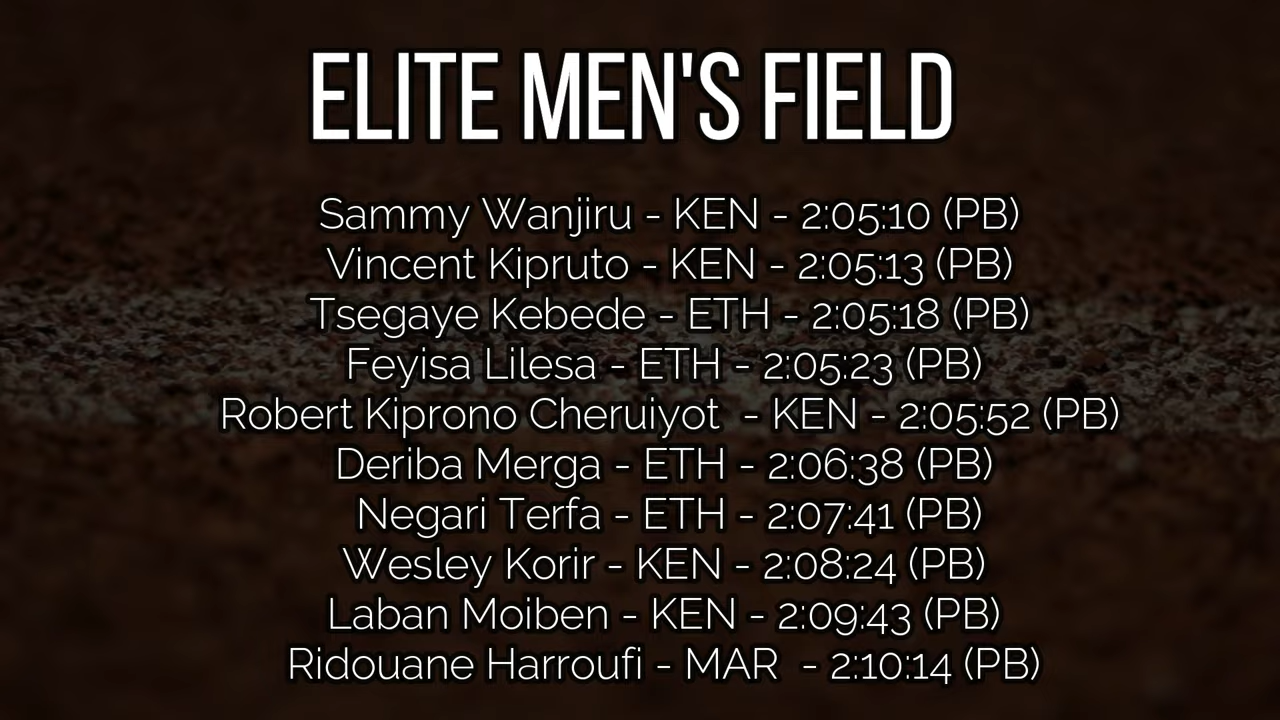 ELITE MEN'S FIELD
Sammy Wanjiru - KEN - 2:05:10 (PB)
Vincent Kipruto - KEN - 2:05:13 (PB)
Tsegaye Kebede - ETH - 2:05:18 (PB)
Feyisa Lilesa - ETH - 2:05:23 (PB)
Robert Kiprono Cheruiyot  - KEN - 2:05:52 (PB)
Deriba Merga - ETH - 2:06:38 (PB)
Negari Terfa - ETH - 2:07:41 (PB)
Wesley Korir - KEN - 2:08:24 (PB)
Laban Moiben - KEN - 2:09:43 (PB)
Ridouane Harroufi - MAR  - 2:10:14 (PB)